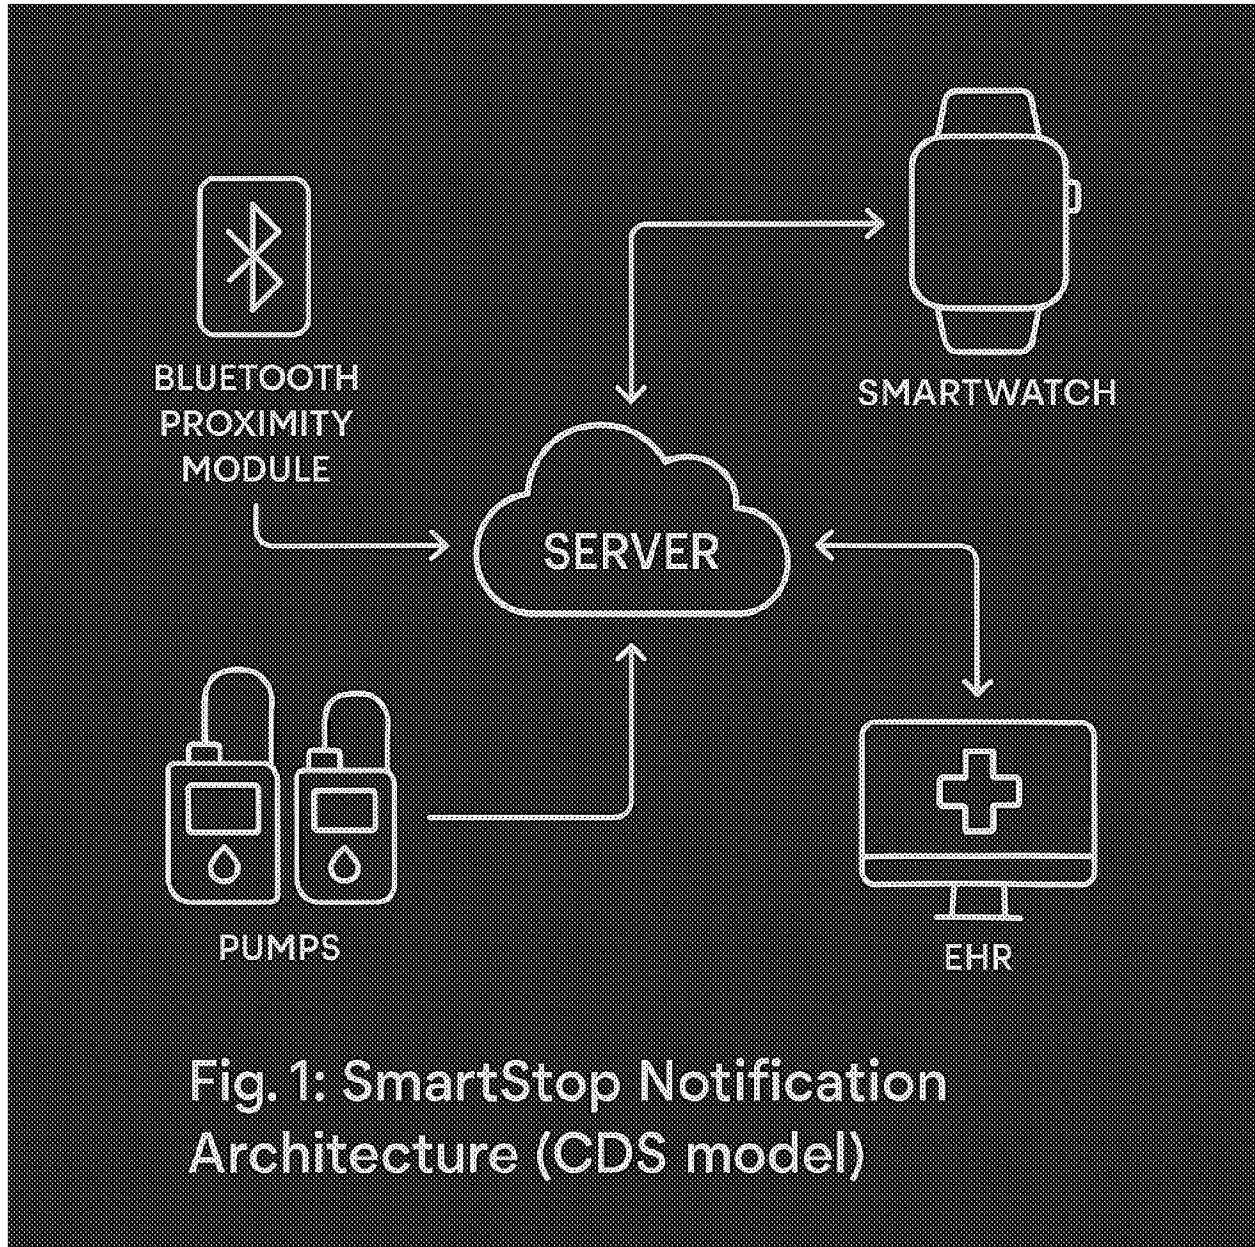 BLUETOOTH
PROXIMITY
MODULE
SMARTWATCH
SERVER
PUMPS
EHR
Fig. 1: SmartStop Notification
Architecture (CDS model)